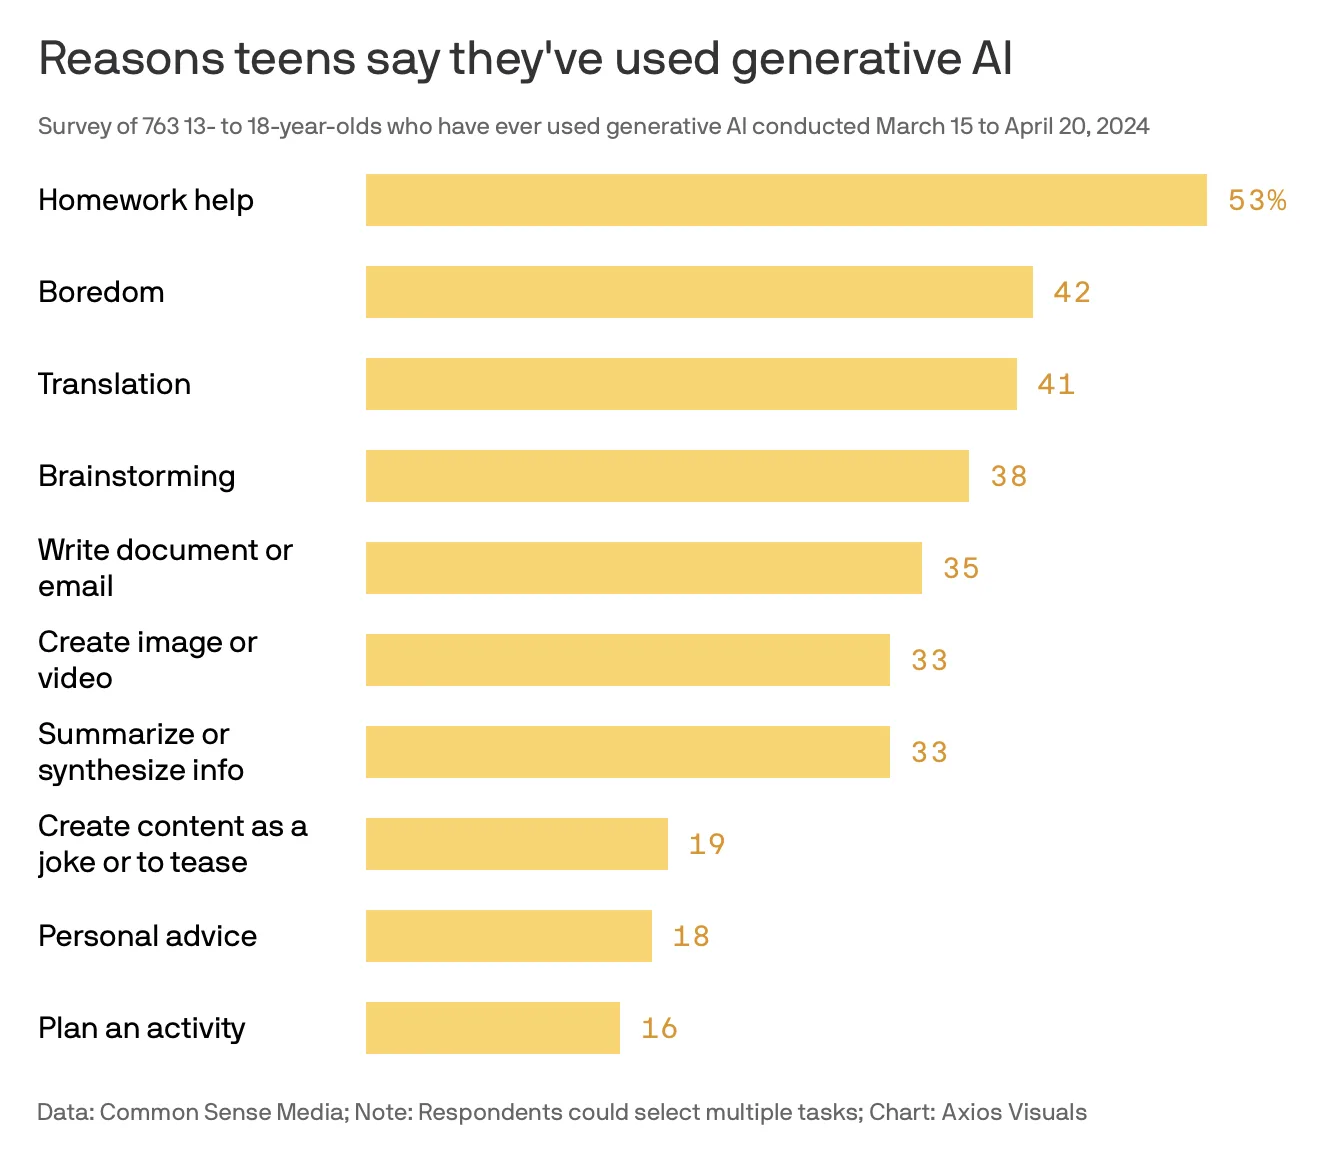 Reasons teens say they've used generative AI
Survey of 763 13- to 18-year-olds who have ever used generative AI conducted March 15 to April 20, 2024
Homework help
53%
Boredom
42
Translation
41
Brainstorming
38
Write document or
email
35
Create image or
video
33
Summarize or
synthesize info
33
Create content as a
joke or to tease
19
Personal advice
18
Plan an activity
16
Data: Common Sense Media; Note: Respondents could select multiple tasks; Chart: Axios Visuals